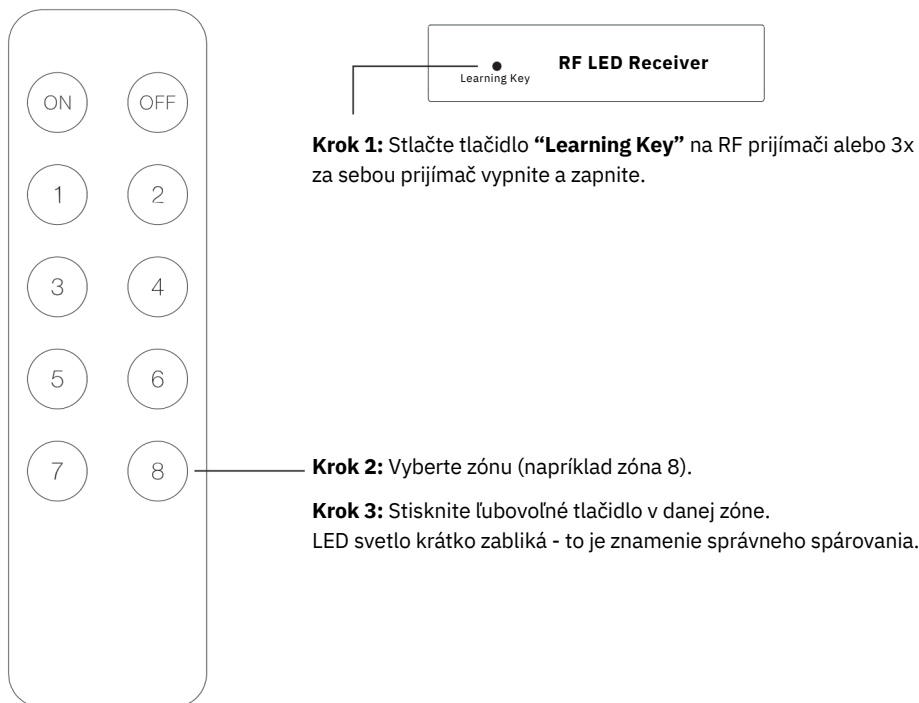 ON
OFF
1
2
3
4
5
6
7
8
Learning Key
RF LED Receiver
Krok 1: Stlačte tlačidlo “Learning Key” na RF prijímači alebo 3x
za sebou prijímač vypnite a zapnite.
Krok 2: Vyberte zónu (napríklad zóna 8).
Krok 3: Stisknite ľubovoľné tlačidlo v danej zóne.
LED svetlo krátko zabliká - to je znamenie správneho spárovania.